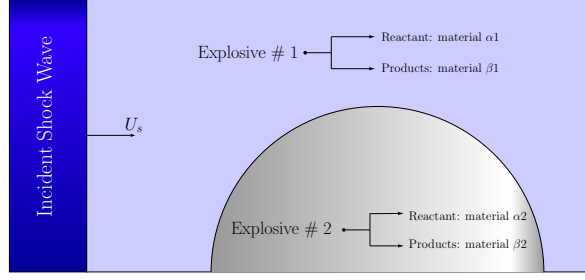 Incident Shock Wave
U_s
Explosive # 1
Reactant: material α1
Products: material β1
Explosive # 2
Reactant: material α2
Products: material β2